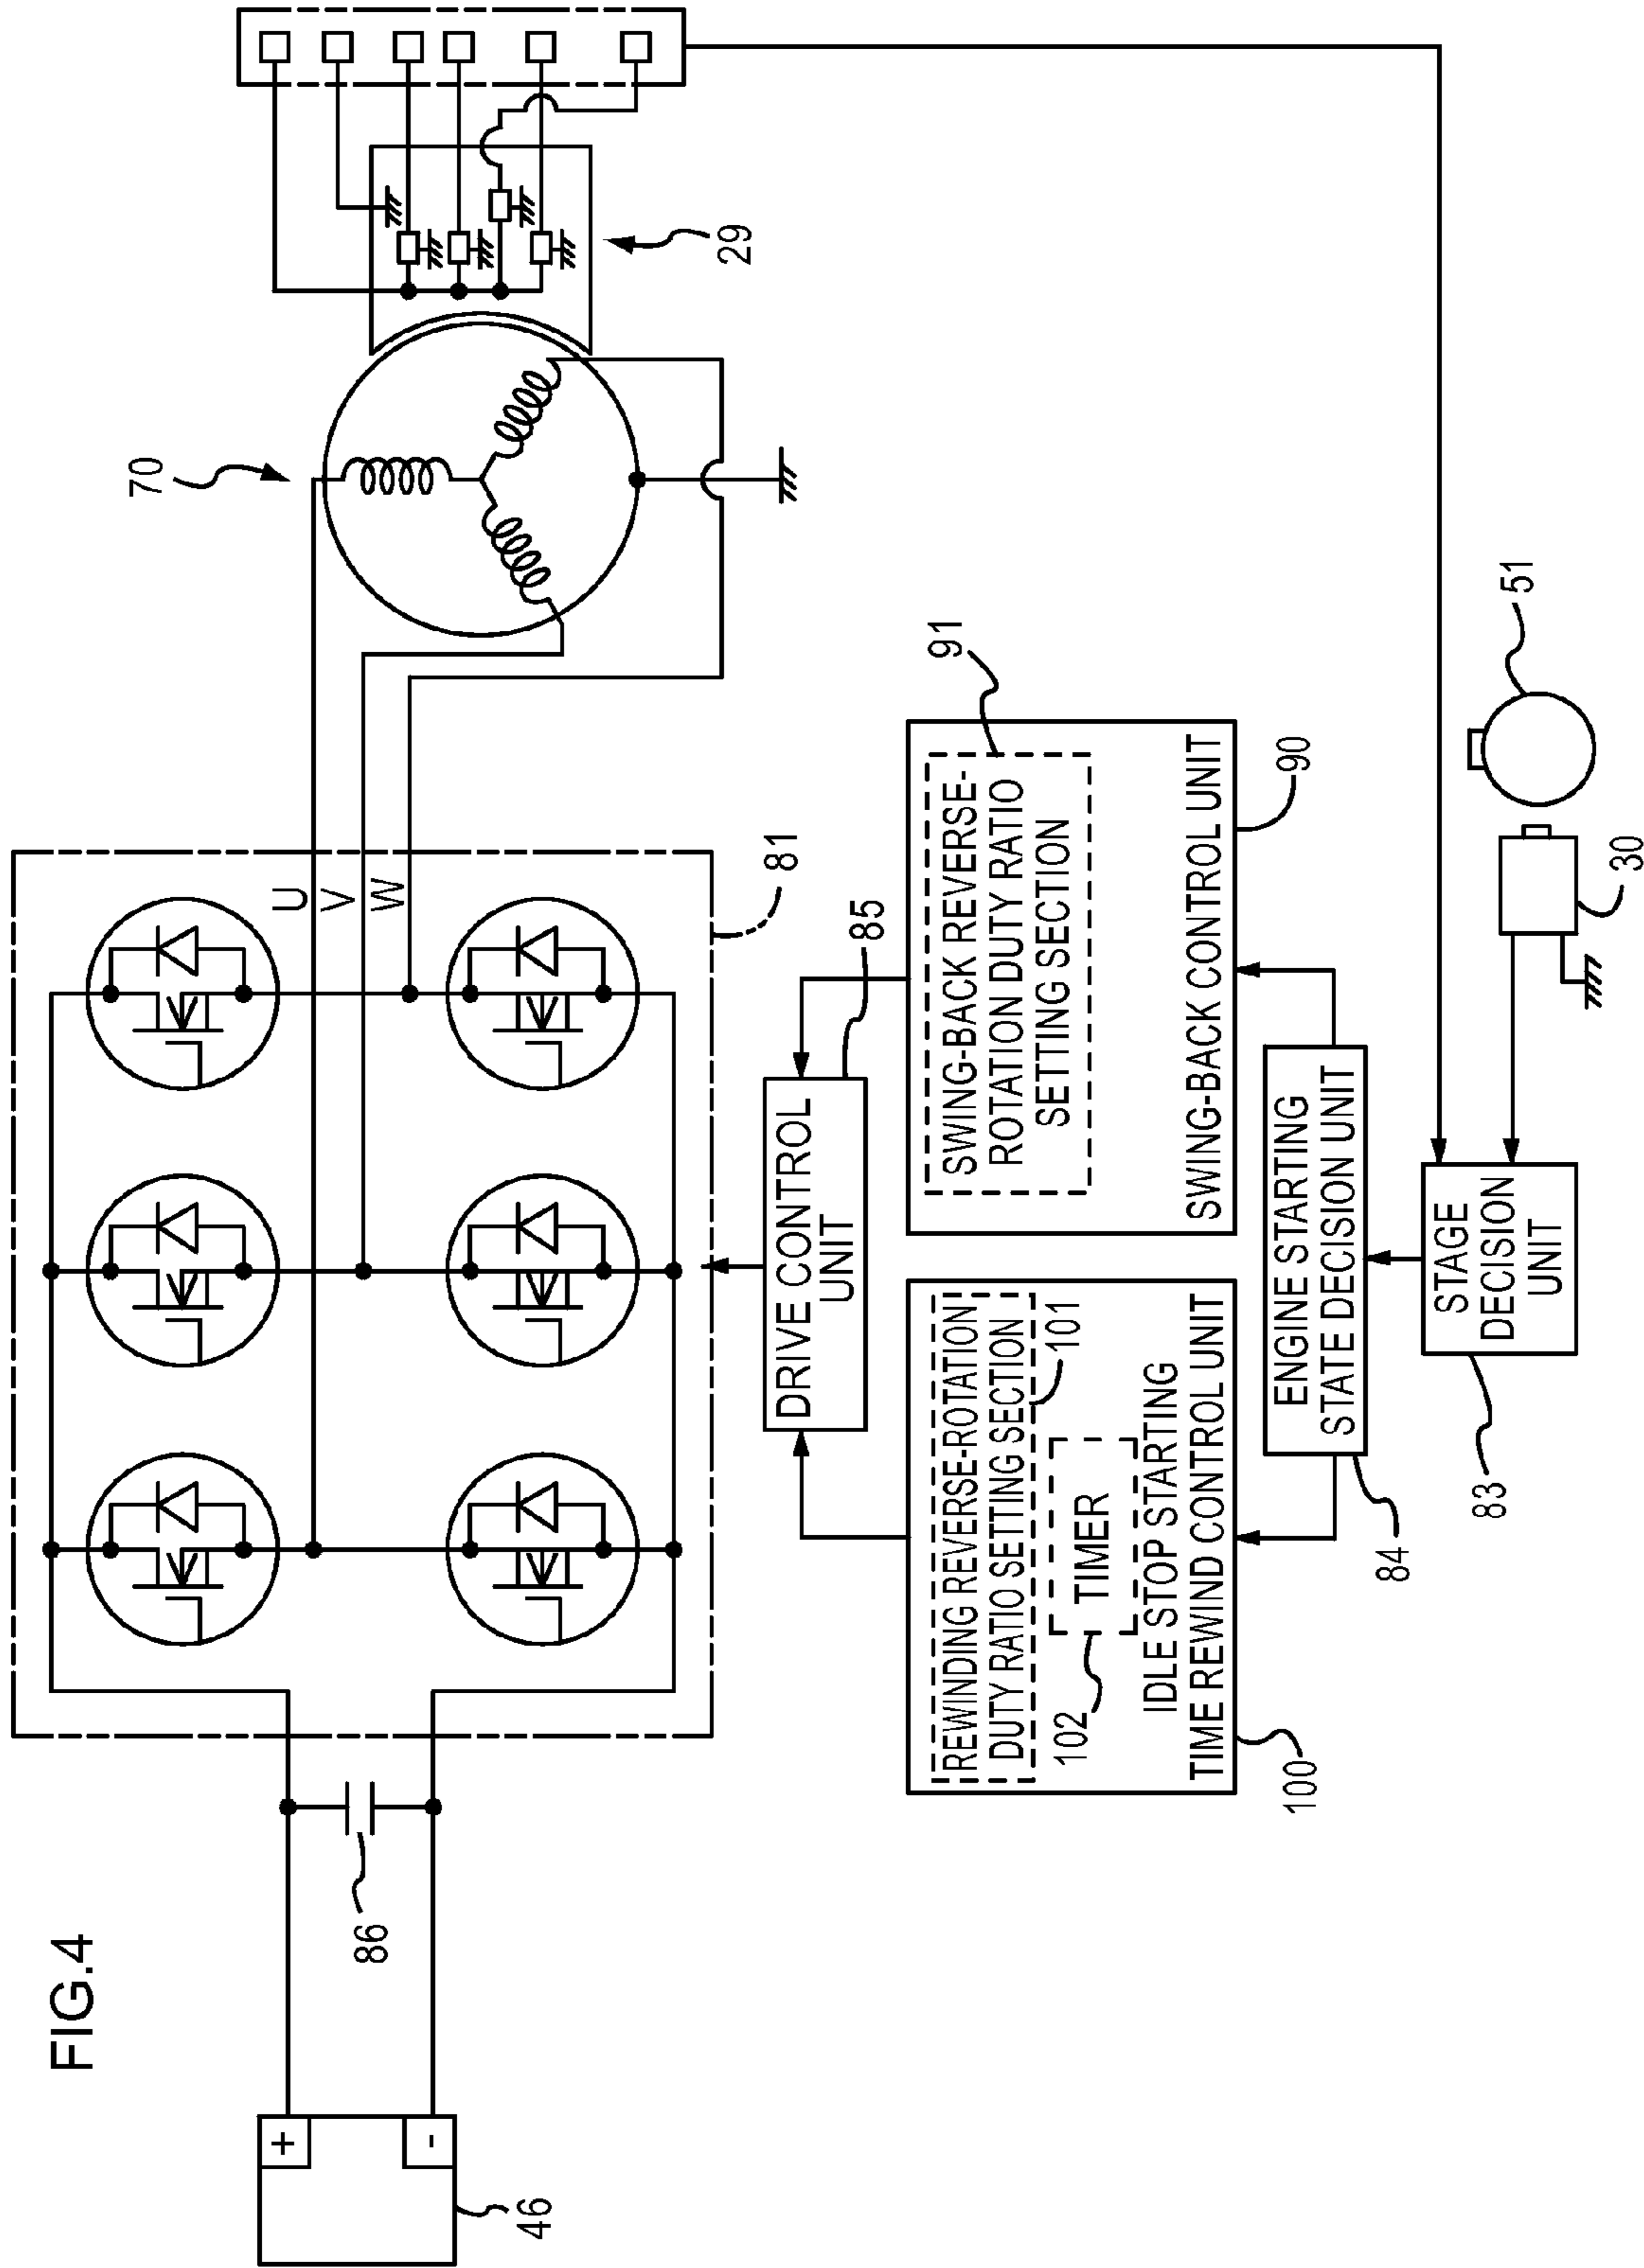 FIG.4
46
+
-
86
81
U
V
W
70
29
DRIVE CONTROL
UNIT
85
REWINDING REVERSE-ROTATION
DUTY RATIO SETTING SECTION
101
102
TIMER
IDLE STOP STARTING
TIME REWIND CONTROL UNIT
100
SWING-BACK REVERSE-
ROTATION DUTY RATIO
SETTING SECTION
91
SWING-BACK CONTROL UNIT
90
ENGINE STARTING
STATE DECISION UNIT
84
STAGE
DECISION
UNIT
83
30
51